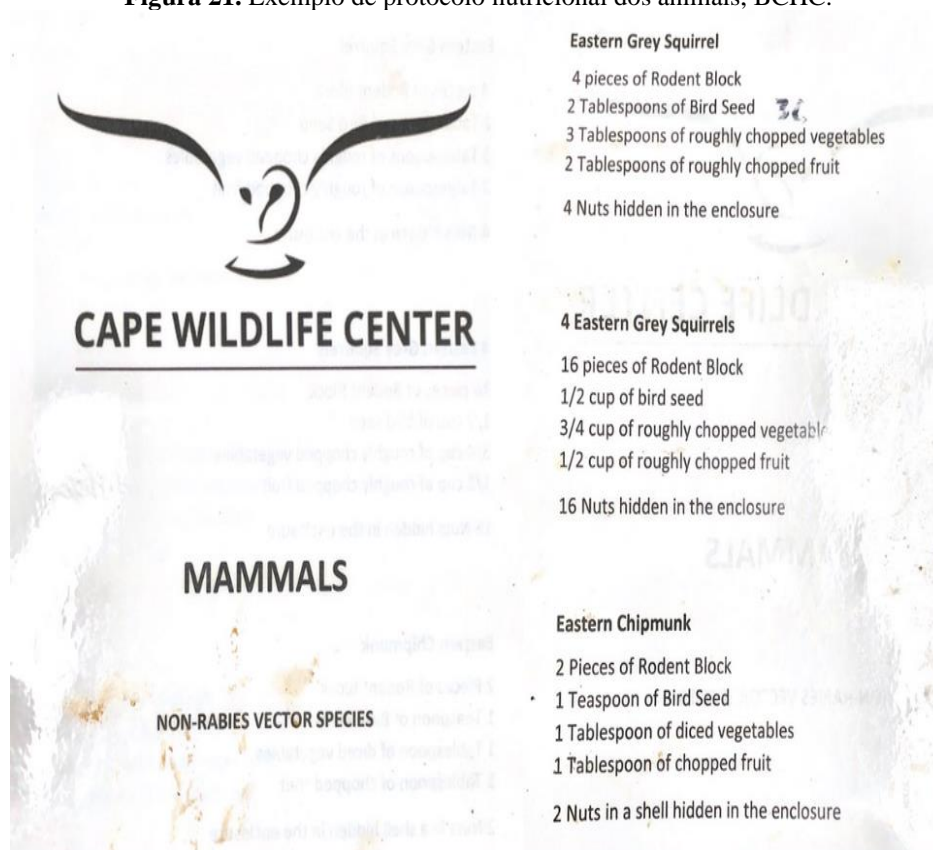 Figura 21. Exemplo de protocolo nutricional dos animais, BCHC.
CAPE WILDLIFE CENTER
MAMMALS
NON-RABIES VECTOR SPECIES
Eastern Grey Squirrel
4 pieces of Rodent Block
2 Tablespoons of Bird Seed
3 Tablespoons of roughly chopped vegetables
2 Tablespoons of roughly chopped fruit
4 Nuts hidden in the enclosure
4 Eastern Grey Squirrels
16 pieces of Rodent Block
1/2 cup of bird seed
3/4 cup of roughly chopped vegetabl
1/2 cup of roughly chopped fruit
16 Nuts hidden in the enclosure
Eastern Chipmunk
2 Pieces of Rodent Block
1 Teaspoon of Bird Seed
1 Tablespoon of diced vegetables
1 Tablespoon of chopped fruit
2 Nuts in a shell hidden in the enclosure